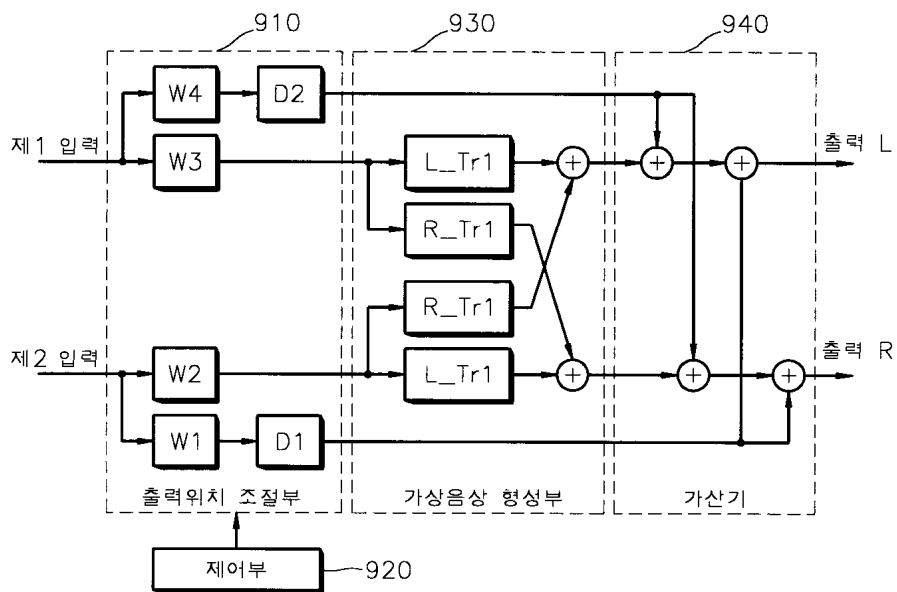 910
930
940
W4
D2
제1 입력
W3
L_Tr1
+
+
+
출력 L
R_Tr1
R_Tr1
제2 입력
W2
L_Tr1
+
+
+
출력 R
W1
D1
출력위치 조절부
가상음상 형성부
가산기
제어부
920